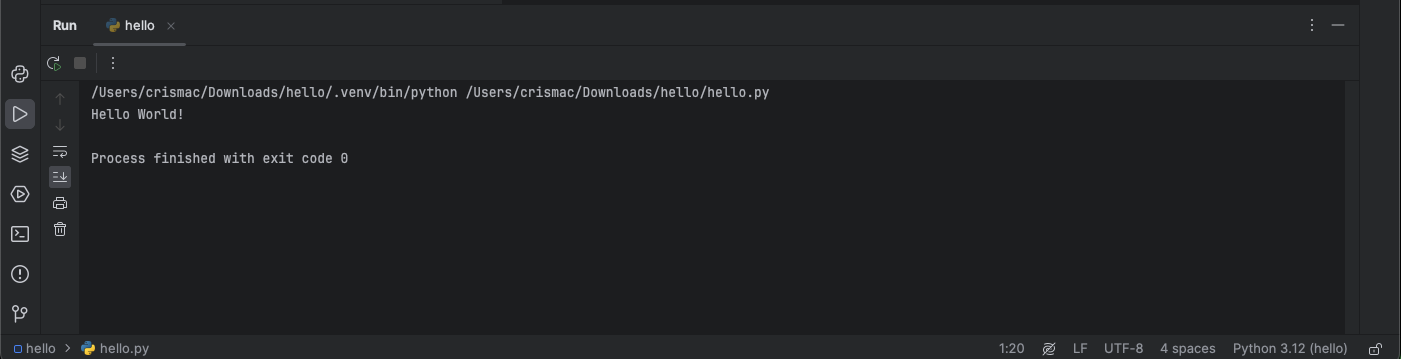 Run hello
/Users/crismac/Downloads/hello/.venv/bin/python /Users/crismac/Downloads/hello/hello.py
Hello World!
Process finished with exit code 0
hello > hello.py 1:20 LF UTF-8 4 spaces Python 3.12 (hello)